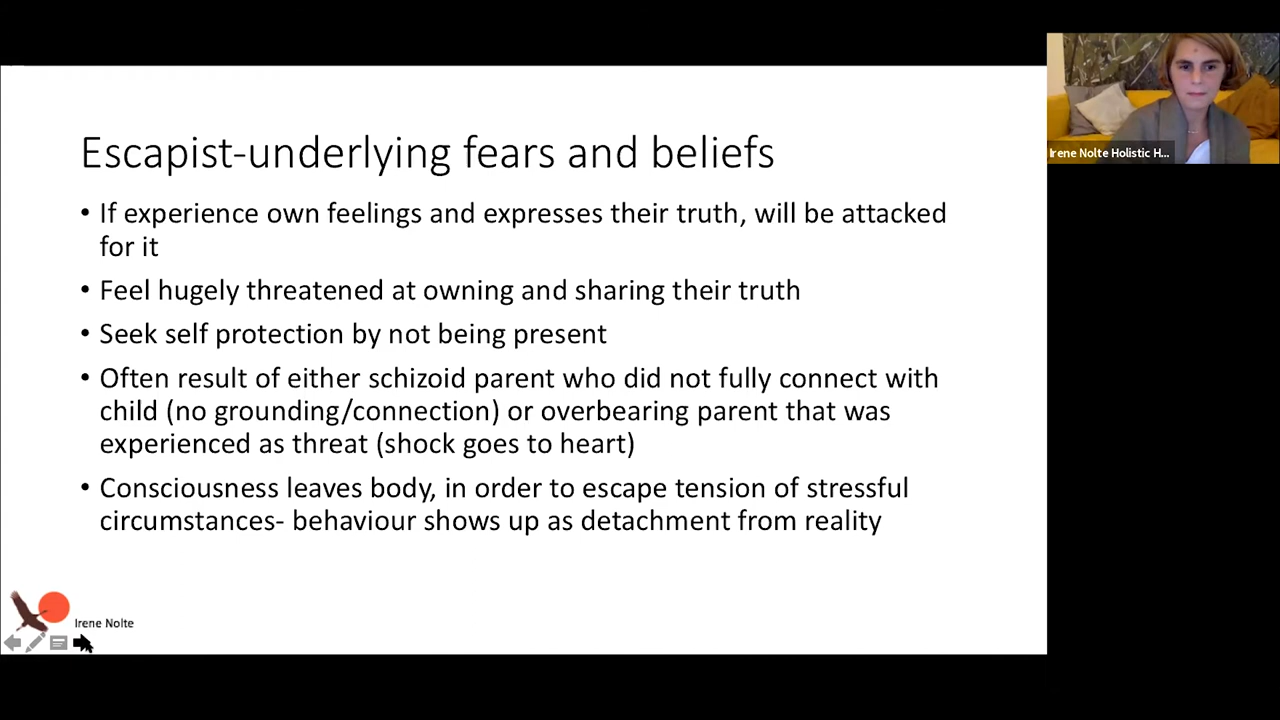 Escapist-underlying fears and beliefs
• If experience own feelings and expresses their truth, will be attacked
for it
• Feel hugely threatened at owning and sharing their truth
• Seek self protection by not being present
• Often result of either schizoid parent who did not fully connect with
child (no grounding/connection) or overbearing parent that was
experienced as threat (shock goes to heart)
• Consciousness leaves body, in order to escape tension of stressful
circumstances- behaviour shows up as detachment from reality
Irene Nolte
Irene Nolte Holistic H...